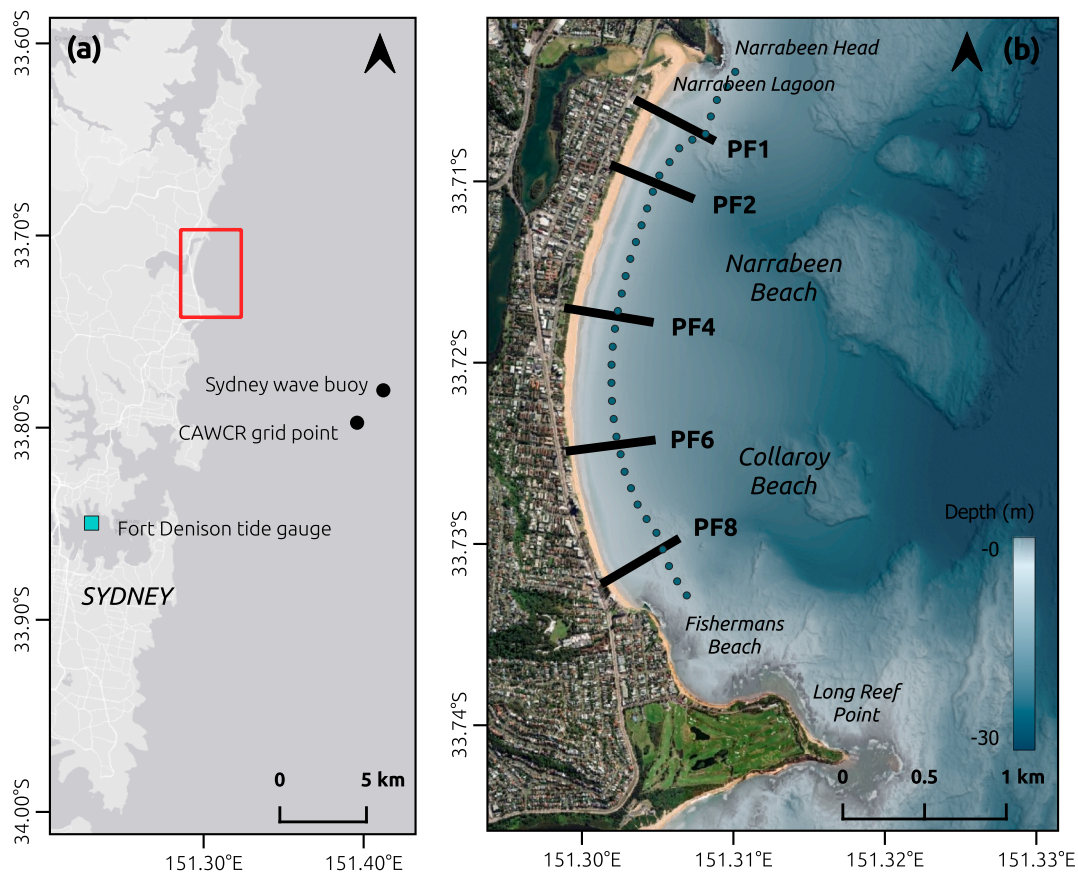 (a)
33.60°S
33.70°S
33.80°S
33.90°S
34.00°S
Sydney wave buoy
CAWCR grid point
Fort Denison tide gauge
SYDNEY
0
5 km
151.30°E
151.40°E
(b)
Narrabeen Head
Narrabeen Lagoon
PF1
33.71°S
PF2
Narrabeen
Beach
PF4
33.72°S
PF6
Collaroy
Beach
Depth (m)
PF8
33.73°S
-0
Fishermans
Beach
Long Reef
Point
33.74°S
-30
0
0.5
1 km
151.30°E
151.31°E
151.32°E
151.33°E